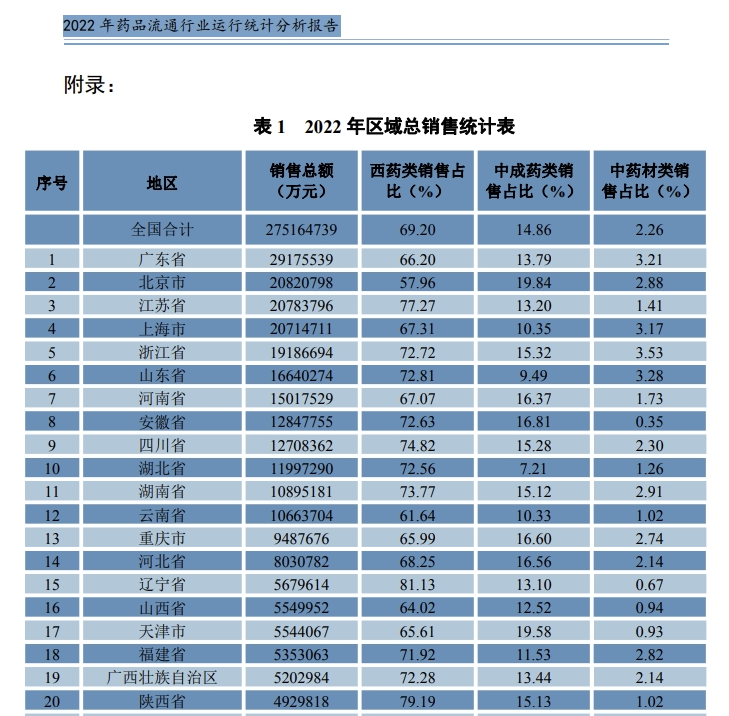 2022 年药品流通行业运行统计分析报告
附录：
表 1 2022 年区域总销售统计表
序号 地区 销售总额（万元） 西药类销售占比（%） 中成药类销售占比（%） 中药材类销售占比（%）
全国合计 275164739 69.20 14.86 2.26
1 广东省 29175539 66.20 13.79 3.21
2 北京市 20820798 57.96 19.84 2.88
3 江苏省 20783796 77.27 13.20 1.41
4 上海市 20714711 67.31 10.35 3.17
5 浙江省 19186694 72.72 15.32 3.53
6 山东省 16640274 72.81 9.49 3.28
7 河南省 15017529 67.07 16.37 1.73
8 安徽省 12847755 72.63 16.81 0.35
9 四川省 12708362 74.82 15.28 2.30
10 湖北省 11997290 72.56 7.21 1.26
11 湖南省 10895181 73.77 15.12 2.91
12 云南省 10663704 61.64 10.33 1.02
13 重庆市 9487676 65.99 16.60 2.74
14 河北省 8030782 68.25 16.56 2.14
15 辽宁省 5679614 81.13 13.10 0.67
16 山西省 5549952 64.02 12.52 0.94
17 天津市 5544067 65.61 19.58 0.93
18 福建省 5353063 71.92 11.53 2.82
19 广西壮族自治区 5202984 72.28 13.44 2.14
20 陕西省 4929818 79.19 15.13 1.02